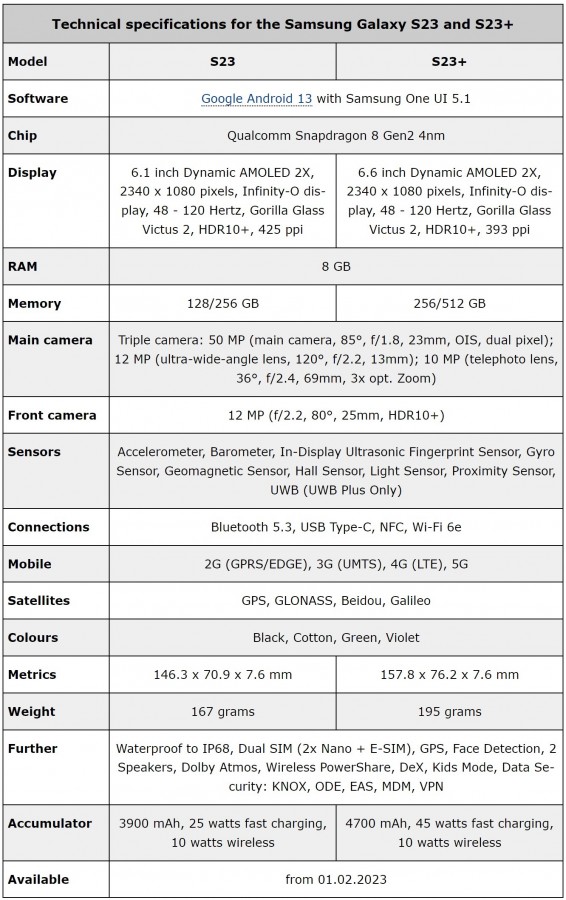 Technical specifications for the Samsung Galaxy S23 and S23+
Model S23 S23+
Software Google Android 13 with Samsung One UI 5.1
Chip Qualcomm Snapdragon 8 Gen2 4nm
Display
6.1 inch Dynamic AMOLED 2X,
2340 x 1080 pixels, Infinity-O dis-
play, 48 - 120 Hertz, Gorilla Glass
Victus 2, HDR10+, 425 ppi
6.6 inch Dynamic AMOLED 2X,
2340 x 1080 pixels, Infinity-O dis-
play, 48 - 120 Hertz, Gorilla Glass
Victus 2, HDR10+, 393 ppi
RAM 8 GB
Memory 128/256 GB 256/512 GB
Main camera Triple camera: 50 MP (main camera, 85°, f/1.8, 23mm, OIS, dual pixel);
12 MP (ultra-wide-angle lens, 120°, f/2.2, 13mm); 10 MP (telephoto lens,
36°, f/2.4, 69mm, 3x opt. Zoom)
Front camera 12 MP (f/2.2, 80°, 25mm, HDR10+)
Sensors Accelerometer, Barometer, In-Display Ultrasonic Fingerprint Sensor, Gyro
Sensor, Geomagnetic Sensor, Hall Sensor, Light Sensor, Proximity Sensor,
UWB (UWB Plus Only)
Connections Bluetooth 5.3, USB Type-C, NFC, Wi-Fi 6e
Mobile 2G (GPRS/EDGE), 3G (UMTS), 4G (LTE), 5G
Satellites GPS, GLONASS, Beidou, Galileo
Colours Black, Cotton, Green, Violet
Metrics 146.3 x 70.9 x 7.6 mm 157.8 x 76.2 x 7.6 mm
Weight 167 grams 195 grams
Further Waterproof to IP68, Dual SIM (2x Nano + E-SIM), GPS, Face Detection, 2
Speakers, Dolby Atmos, Wireless PowerShare, DeX, Kids Mode, Data Se-
curity: KNOX, ODE, EAS, MDM, VPN
Accumulator
3900 mAh, 25 watts fast charging,
10 watts wireless
4700 mAh, 45 watts fast charging,
10 watts wireless
Available from 01.02.2023